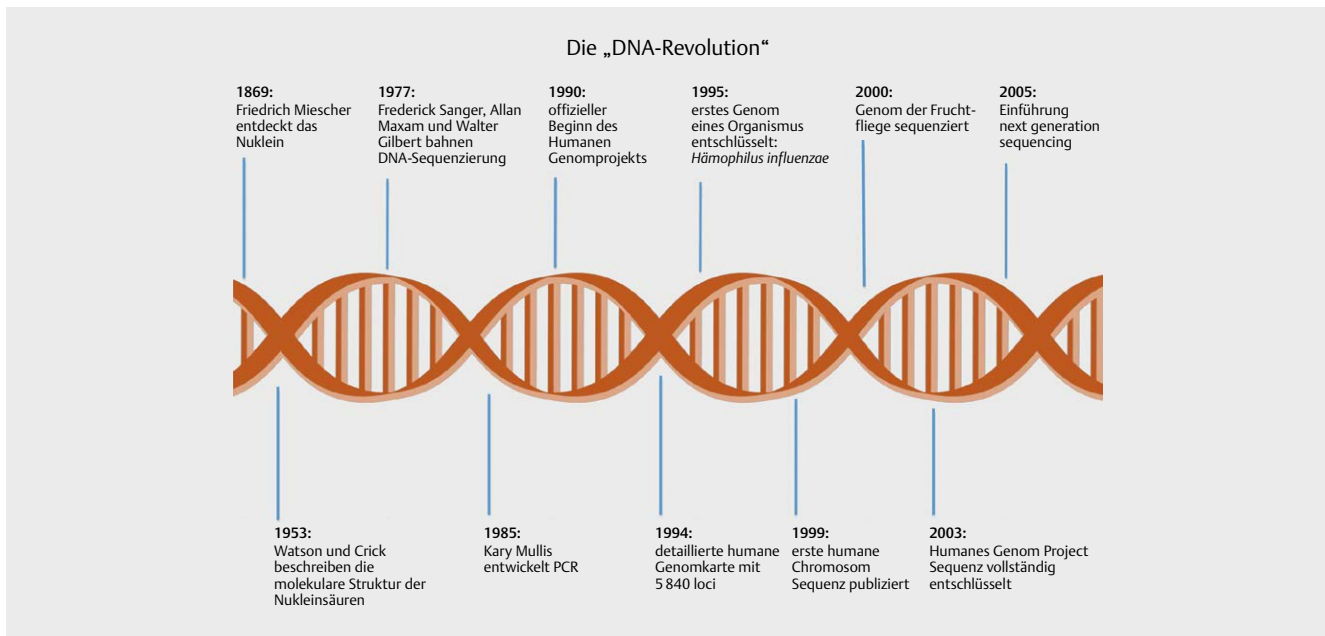 Die „DNA-Revolution“
1869:
Friedrich Miescher
entdeckt das
Nuklein
1977:
Frederick Sanger, Allan
Maxam und Walter
Gilbert bahnen
DNA-Sequenzierung
1990:
offizieller
Beginn des
Humanen
Genomprojekts
1995:
erstes Genom
eines Organismus
entschlüsselt:
Hämophilus influenzae
2000:
Genom der Frucht-
fliege sequenziert
2005:
Einführung
next generation
sequencing
1953:
Watson und Crick
beschreiben die
molekulare Struktur der
Nukleinsäuren
1985:
Kary Mullis
entwickelt PCR
1994:
detaillierte humane
Genomkarte mit
5 840 loci
1999:
erste humane
Chromosom
Sequenz publiziert
2003:
Humanes Genom Project
Sequenz vollständig
entschlüsselt